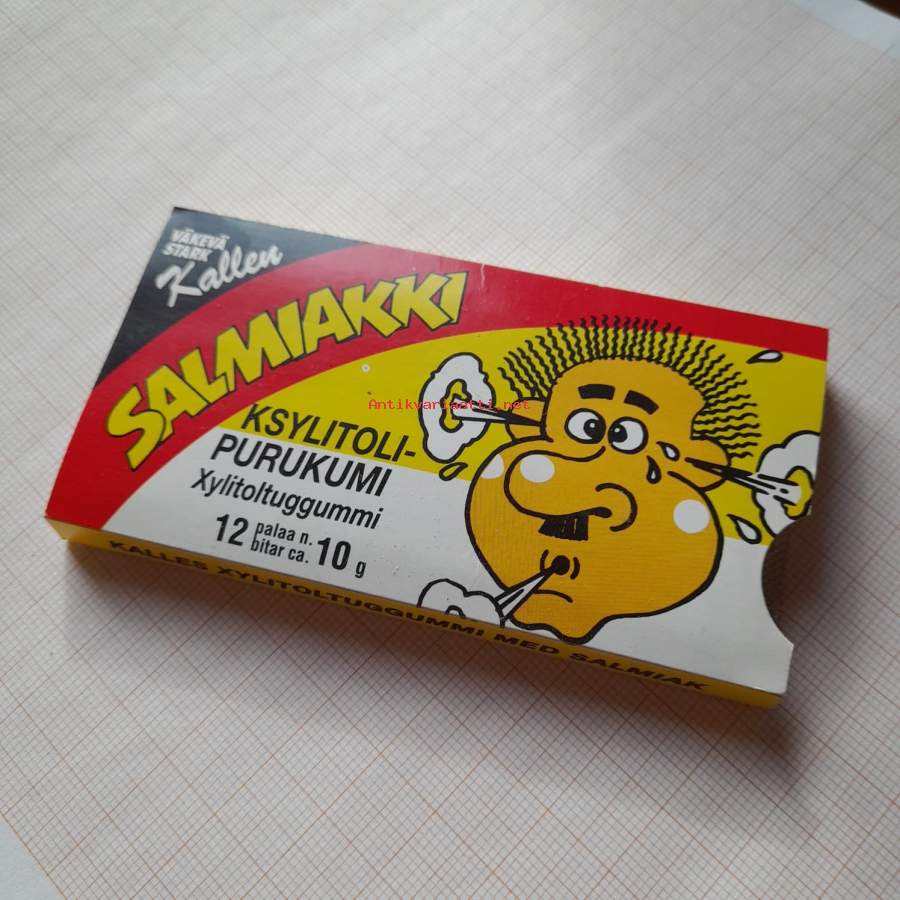 VÄKEVÄ
STARK
Kallen
SALMIAKKI
KSYLITOLI-
PURUKUMI
Xylitoltuggummi
12 palaa n. 10 g
bitar ca.
KALLES XYLITOLTUGGUMMI MED SALMIAK
Antikvariaatti.net